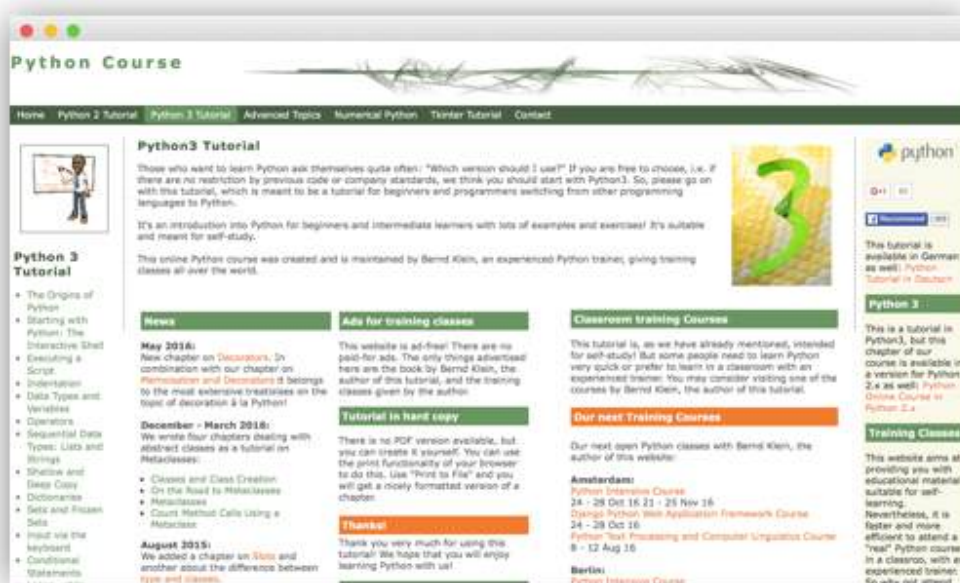 Python Course
Home Python 2 Tutorial Python 3 Tutorial Advanced Topics Numerical Python Tkinter Tutorial Contact
Python 3
Tutorial
The Origins of
Python
Starting with
Python: The
Interactive Shell
Executing a
Script
Indentation
Data Types and
Variables
Operators
Sequential Data
Types: Lists and
Strings
Shallow and
Deep Copy
Dictionaries
Sets and Frozen
Sets
input via the
keyboard
Conditional
Statements
Python3 Tutorial
Those who want to learn Python ask themselves quite often: "Which version should I use?" If you are free to choose, i.e. if
there are no restriction by previous code or company standards, we think you should start with Python3. So, please go on
with this tutorial, which is meant to be a tutorial for beginners and programmers switching from other programming
languages to Python.
It's an introduction into Python for beginners and intermediate learners with lots of examples and exercises! It's suitable
and meant for self-study.
This online Python course was created and is maintained by Bernd Klein, an experienced Python trainer, giving training
classes all over the world.
3
News
May 2016:
New chapter on Decorators. In
combination with our chapter on
Memoisation and Decorators it belongs
to the most extensive treatises on the
topic of decoration à la Python!
December - March 2016:
We wrote four chapters dealing with
abstract classes as a tutorial on
Metaclasses:
Classes and Class Creation
On the Road to Metaclasses
Metaclasses
Count Method Calls Using a
Metaclass
August 2015:
We added a chapter on Slots and
another about the difference between
type and classes.
Ads for training classes
This website is ad-free! There are no
paid-for ads. The only things advertised
here are the book by Bernd Klein, the
author of this tutorial, and the training
classes given by the author.
Tutorial in hard copy
There is no PDF version available, but
you can create it yourself. You can use
the print functionality of your browser
to do this. Use "Print to File" and you
will get a nicely formatted version of a
chapter.
Thanks!
Thank you very much for using this
tutorial! We hope that you will enjoy
learning Python with us!
Classroom training Courses
This tutorial is, as we have already mentioned, intended
for self-study! But some people need to learn Python
very quick or prefer to learn in a classroom with an
experienced trainer. You may consider visiting one of the
courses by Bernd Klein, the author of this tutorial.
Our next Training Courses
Our next open Python classes with Bernd Klein, the
author of this website:
Amsterdam:
Python Intensive Course
24 - 28 Oct 16 21 - 25 Nov 16
Django Python Web Application Framework Course
24 - 28 Oct 16
Python Text Processing and Computer Linguistics Course
8 - 12 Aug 16
Berlin:
Python Intensive Course
python
Recommend
This tutorial is
available in German
as well: Python-
Tutorial in Deutsch
Python 3
This is a tutorial in
Python3, but this
chapter of our
course is available in
a version for Python
2.x as well: Python
Online Course in
Python 2.x
Training Classes
This website aims at
providing you with
educational material
suitable for self-
learning.
Nevertheless, it is
faster and more
efficient to attend a
"real" Python course
in a classroo, with an
experienced trainer.
So why not attend